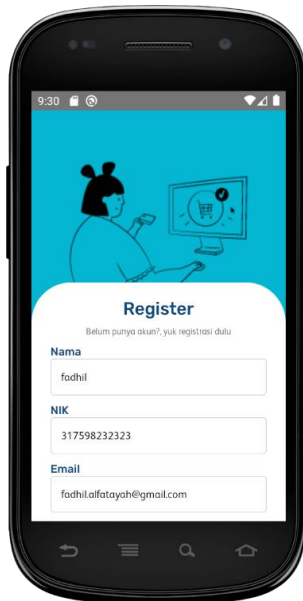 9:30
Register
Belum punya akun?, yuk registrasi dulu
Nama
fadhil
NIK
317598232323
Email
fadhil.alfatayah@gmail.com